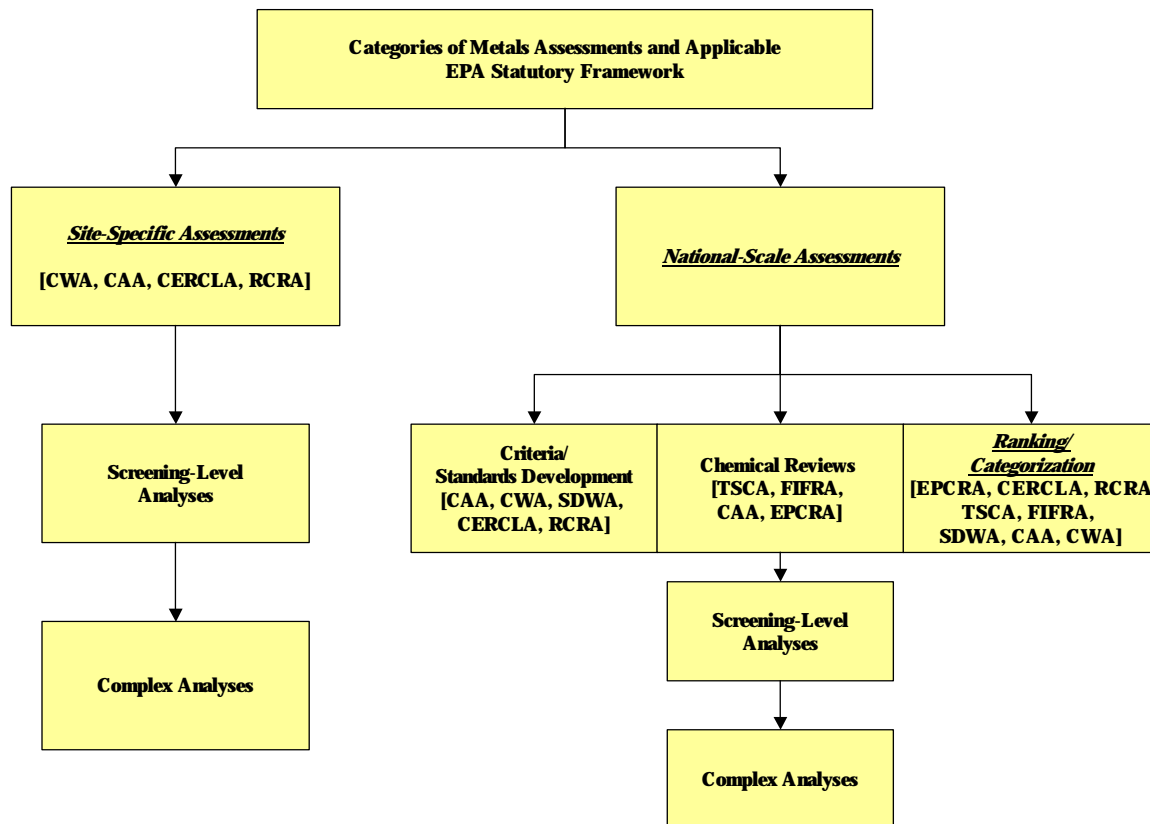 Categories of Metals Assessments and Applicable
EPA Statutory Framework
Site-Specific Assessments
[CWA, CAA, CERCLA, RCRA]
National-Scale Assessments
Screening-Level
Analyses
Criteria/
Standards Development
[CAA, CWA, SDWA,
CERCLA, RCRA]
Chemical Reviews
[TSCA, FIFRA,
CAA, EPCRA]
Ranking/
Categorization
[EPCRA, CERCLA, RCRA
TSCA, FIFRA,
SDWA, CAA, CWA]
Complex Analyses
Screening-Level
Analyses
Complex Analyses